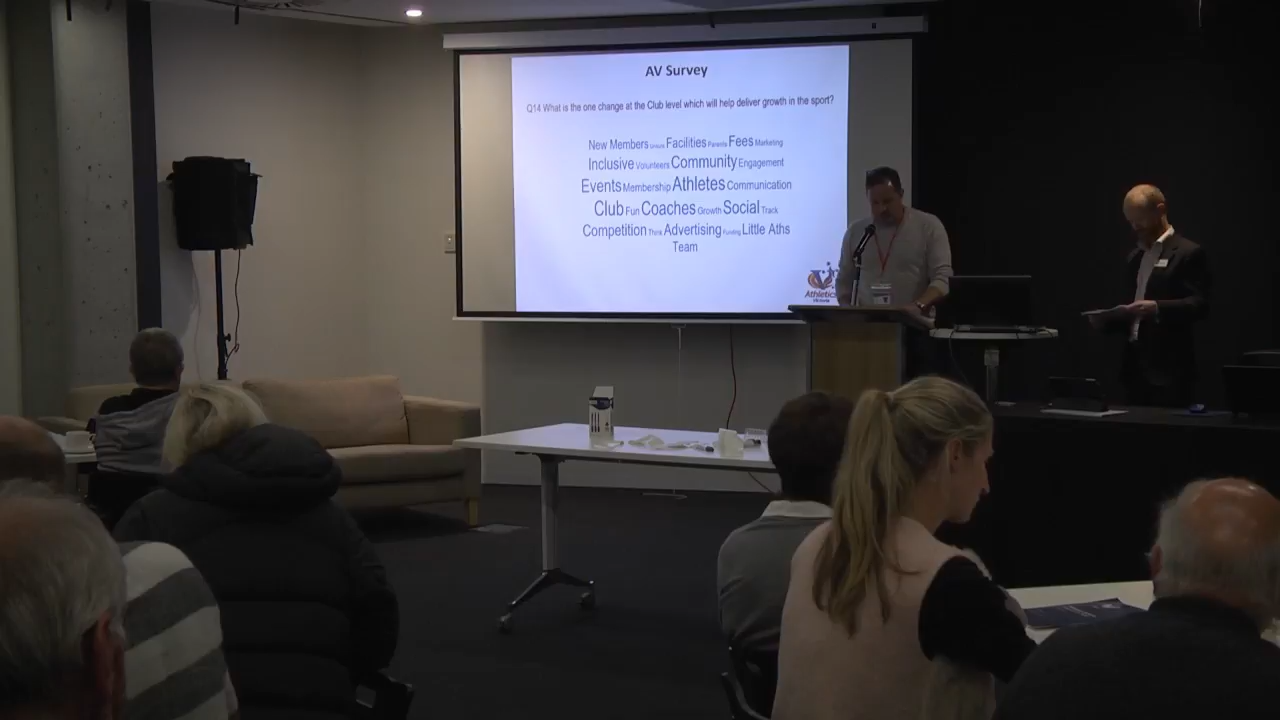 AV Survey
Q14 What is the one change at the Club level which will help deliver growth in the sport?
New Members Facilities Parents Fees Marketing
Inclusive Volunteers Community Engagement
Events Membership Athletes Communication
Club Fun Coaches Growth Social Track
Competition Think Advertising Funding Little Aths
Team
Athletics